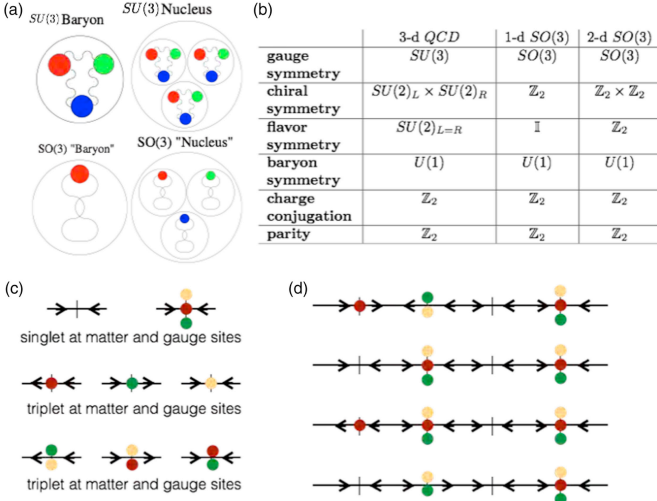 (a)
SU(3) Baryon
SU(3) Nucleus
SO(3) "Baryon"
SO(3) "Nucleus"
(b)
3-d QCD 1-d SO(3) 2-d SO(3)
gauge symmetry SU(3) SO(3) SO(3)
chiral symmetry SU(2)_L × SU(2)_R ℤ₂ ℤ₂ × ℤ₂
flavor symmetry SU(2)_{L=R} 𝕀 ℤ₂
baryon symmetry U(1) U(1) U(1)
charge conjugation ℤ₂ ℤ₂ ℤ₂
parity ℤ₂ ℤ₂ ℤ₂
(c)
singlet at matter and gauge sites
triplet at matter and gauge sites
triplet at matter and gauge sites
(d)